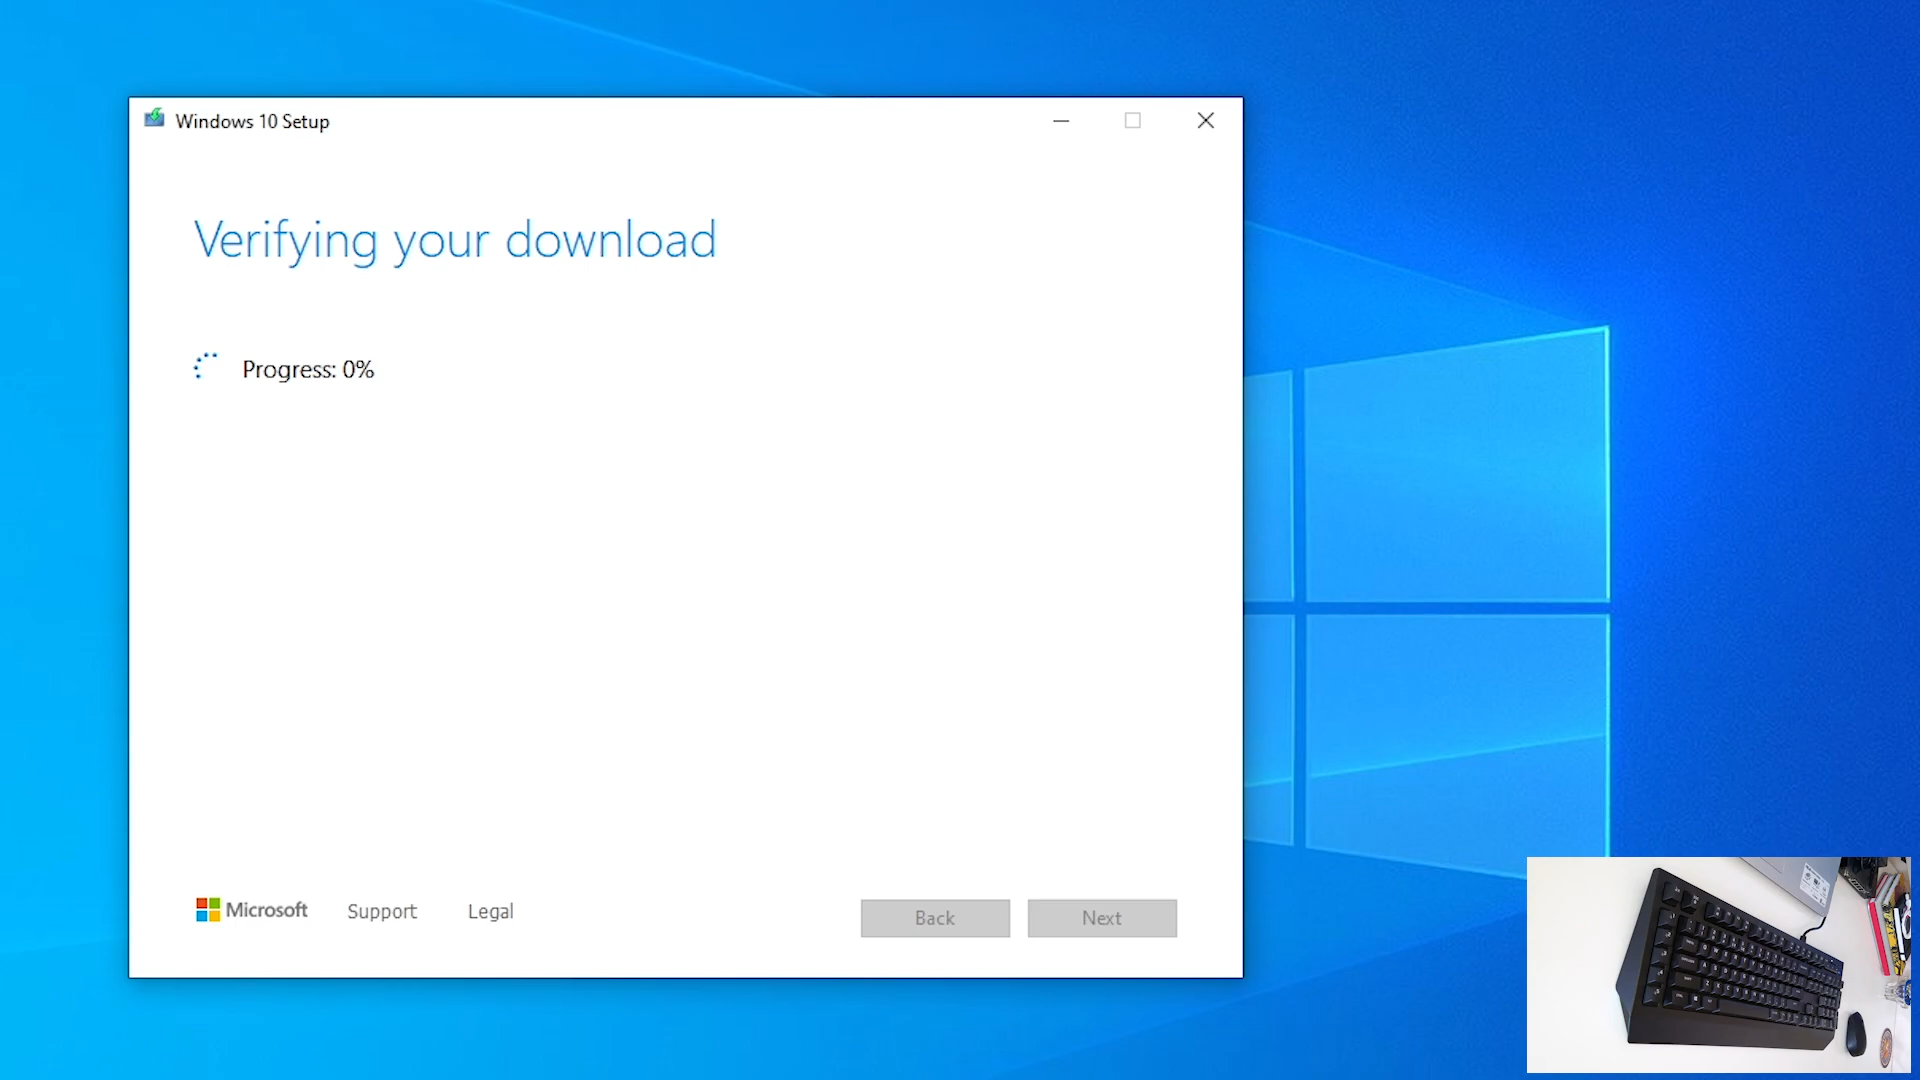 Windows 10 Setup
Verifying your download
Progress: 0%
Microsoft
Support
Legal
Back
Next